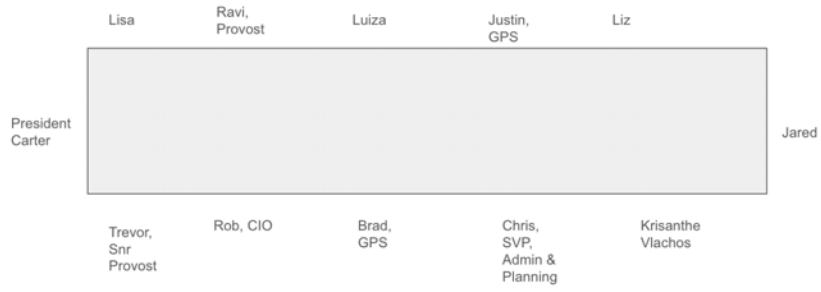 Lisa
Ravi,
Provost
Luiza
Justin,
GPS
Liz
President
Carter
Jared
Trevor,
Snr
Provost
Rob, CIO
Brad,
GPS
Chris,
SVP,
Admin &
Planning
Krisanthe
Vlachos